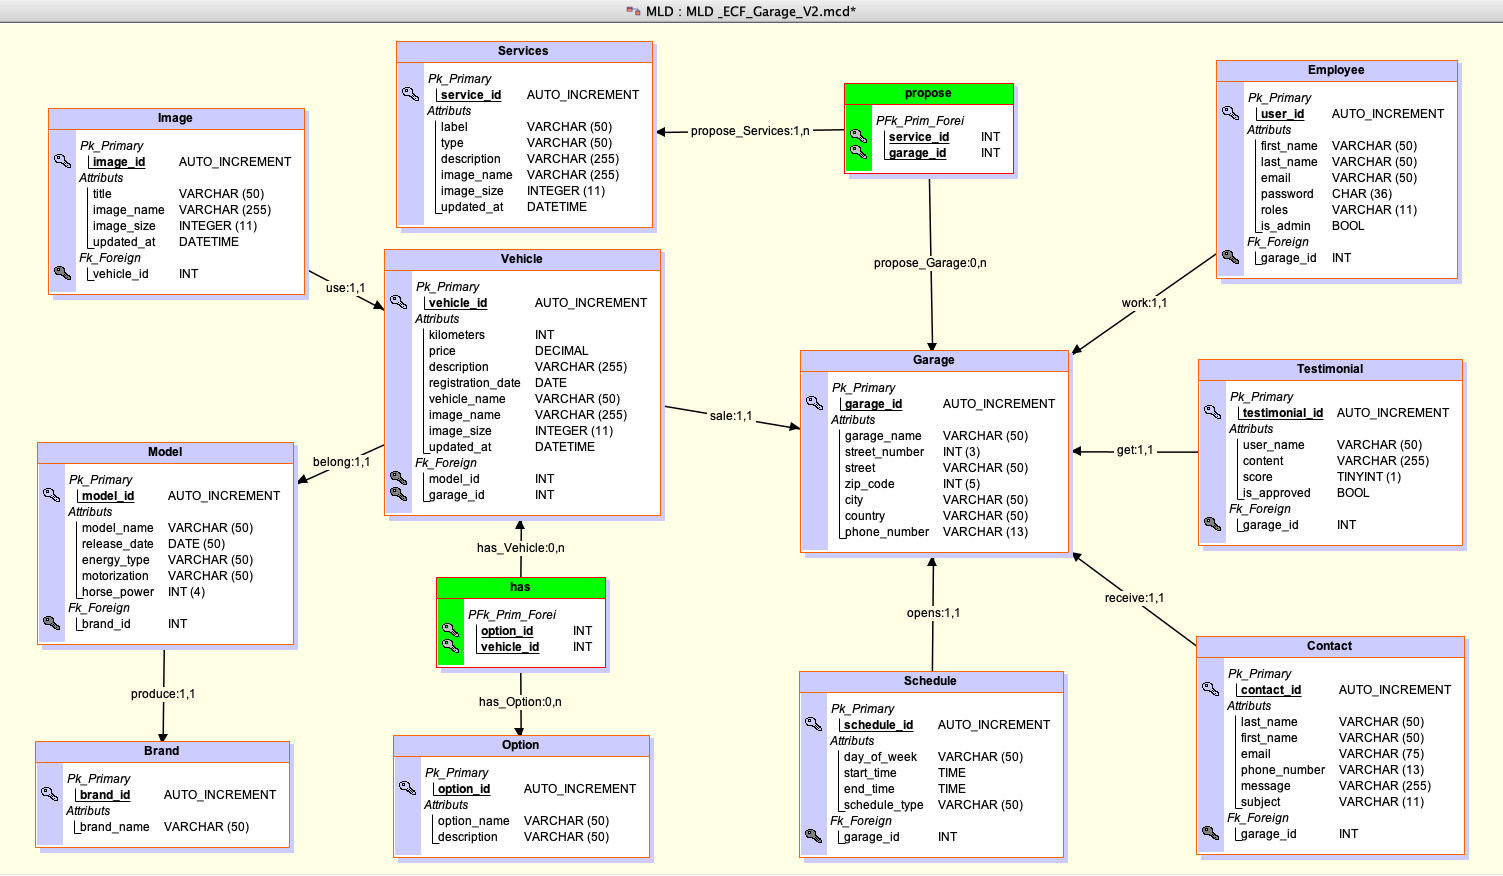 MLD : MLD _ECF_Garage_V2.mcd*
Services
Pk_Primary
service_id AUTO_INCREMENT
Attributs
label VARCHAR (50)
type VARCHAR (50)
description VARCHAR (255)
image_name VARCHAR (255)
image_size INTEGER (11)
updated_at DATETIME
propose_Services:1,n
propose
PFk_Prim_Forei
service_id INT
garage_id INT
propose_Garage:0,n
Employee
Pk_Primary
user_id AUTO_INCREMENT
Attributs
first_name VARCHAR (50)
last_name VARCHAR (50)
email VARCHAR (50)
password CHAR (36)
roles VARCHAR (11)
is_admin BOOL
Fk_Foreign
garage_id INT
work:1,1
Image
Pk_Primary
image_id AUTO_INCREMENT
Attributs
title VARCHAR (50)
image_name VARCHAR (255)
image_size INTEGER (11)
updated_at DATETIME
Fk_Foreign
vehicle_id INT
use:1,1
Vehicle
Pk_Primary
vehicle_id AUTO_INCREMENT
Attributs
kilometers INT
price DECIMAL
description VARCHAR (255)
registration_date DATE
vehicle_name VARCHAR (50)
image_name VARCHAR (255)
image_size INTEGER (11)
updated_at DATETIME
Fk_Foreign
model_id INT
garage_id INT
sale:1,1
belong:1,1
Garage
Pk_Primary
garage_id AUTO_INCREMENT
Attributs
garage_name VARCHAR (50)
street_number INT (3)
street VARCHAR (50)
zip_code INT (5)
city VARCHAR (50)
country VARCHAR (50)
phone_number VARCHAR (13)
get:1,1
Testimonial
Pk_Primary
testimonial_id AUTO_INCREMENT
Attributs
user_name VARCHAR (50)
content VARCHAR (255)
score TINYINT (1)
is_approved BOOL
Fk_Foreign
garage_id INT
Model
Pk_Primary
model_id AUTO_INCREMENT
Attributs
model_name VARCHAR (50)
release_date DATE (50)
energy_type VARCHAR (50)
motorization VARCHAR (50)
horse_power INT (4)
Fk_Foreign
brand_id INT
produce:1,1
has_Vehicle:0,n
has
PFk_Prim_Forei
option_id INT
vehicle_id INT
has_Option:0,n
opens:1,1
receive:1,1
Brand
Pk_Primary
brand_id AUTO_INCREMENT
Attributs
brand_name VARCHAR (50)
Option
Pk_Primary
option_id AUTO_INCREMENT
Attributs
option_name VARCHAR (50)
description VARCHAR (50)
Schedule
Pk_Primary
schedule_id AUTO_INCREMENT
Attributs
day_of_week VARCHAR (50)
start_time TIME
end_time TIME
schedule_type VARCHAR (50)
Fk_Foreign
garage_id INT
Contact
Pk_Primary
contact_id AUTO_INCREMENT
Attributs
last_name VARCHAR (50)
first_name VARCHAR (50)
email VARCHAR (75)
phone_number VARCHAR (13)
message VARCHAR (255)
subject VARCHAR (11)
Fk_Foreign
garage_id INT